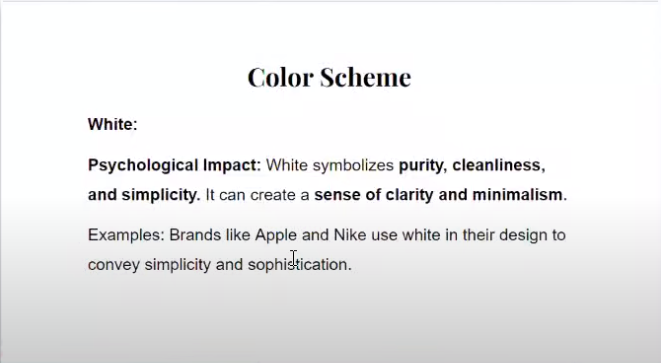 Color Scheme
White:
Psychological Impact: White symbolizes purity, cleanliness,
and simplicity. It can create a sense of clarity and minimalism.
Examples: Brands like Apple and Nike use white in their design to
convey simplicity and sophistication.